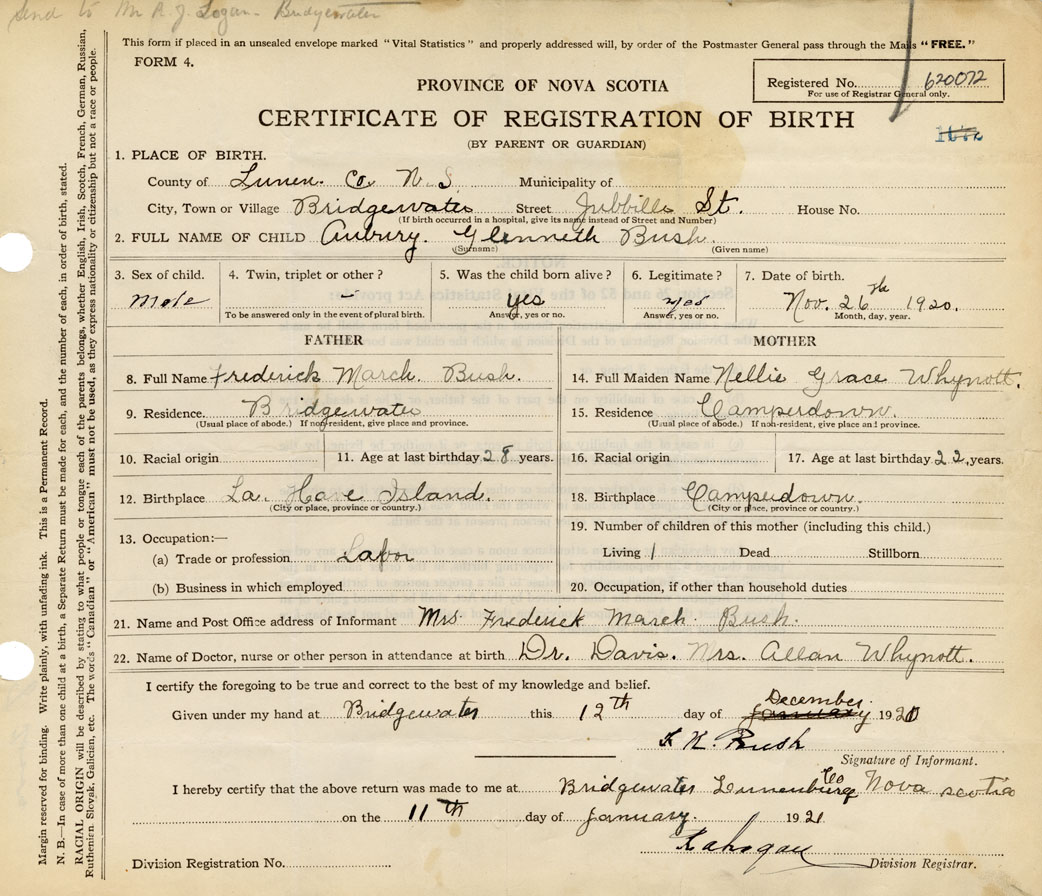 Send to Mr R. J. Logan. Bridgewater
This form if placed in an unsealed envelope marked "Vital Statistics" and properly addressed will, by order of the Postmaster General pass through the Mails "FREE."
FORM 4.
Registered No. 620072
For use of Registrar General only.
PROVINCE OF NOVA SCOTIA
CERTIFICATE OF REGISTRATION OF BIRTH
(BY PARENT OR GUARDIAN)
1. PLACE OF BIRTH.
County of Lunen. Co N. S. Municipality of
City, Town or Village Bridgewater Street Jubbille St. House No.
(If birth occurred in a hospital, give its name instead of Street and Number)
2. FULL NAME OF CHILD Aubury. Glenneth Bush.
(Surname) (Given name)
3. Sex of child. 4. Twin, triplet or other? 5. Was the child born alive? 6. Legitimate? 7. Date of birth.
Male – yes yes Nov. 26th 1920.
To be answered only in the event of plural birth. Answer, yes or no. Answer, yes or no. Month, day, year.
FATHER
8. Full Name Frederick March. Bush.
9. Residence. Bridgewater
(Usual place of abode.) If non-resident, give place and province.
10. Racial origin 11. Age at last birthday 28 years.
12. Birthplace La. Have Island.
(City or place, province or country.)
13. Occupation:—
(a) Trade or profession Labor
(b) Business in which employed
MOTHER
14. Full Maiden Name Nellie Grace Whynott.
15. Residence Camperdown.
(Usual place of abode.) If non-resident, give place and province.
16. Racial origin 17. Age at last birthday 22, years.
18. Birthplace Camperdown.
(City or place, province or country.)
19. Number of children of this mother (including this child.)
Living 1 Dead Stillborn
20. Occupation, if other than household duties
21. Name and Post Office address of Informant Mrs. Frederick March. Bush.
22. Name of Doctor, nurse or other person in attendance at birth Dr. Davis. Mrs. Allan Whynott.
I certify the foregoing to be true and correct to the best of my knowledge and belief.
December
Given under my hand at Bridgewater this 12th day of January 1920
Bush
Signature of Informant.
I hereby certify that the above return was made to me at Bridgewater Lunenburg Co Nova Scotia
on the 11th day of January. 1921
Division Registrar.
Division Registration No.
Margin reserved for binding. Write plainly, with unfading ink. This is a Permanent Record.
N. B.—In case of more than one child at a birth, a Separate Return must be made for each, and the number of each, in order of birth, stated.
RACIAL ORIGIN will be described by stating to what people or tongue each of the parents belongs, whether English, Irish, Scotch, French, German, Russian,
Ruthenien, Slovak, Galician, etc. The words "Canadian" or "American" must not be used, as they express nationality or citizenship but not a race or people.